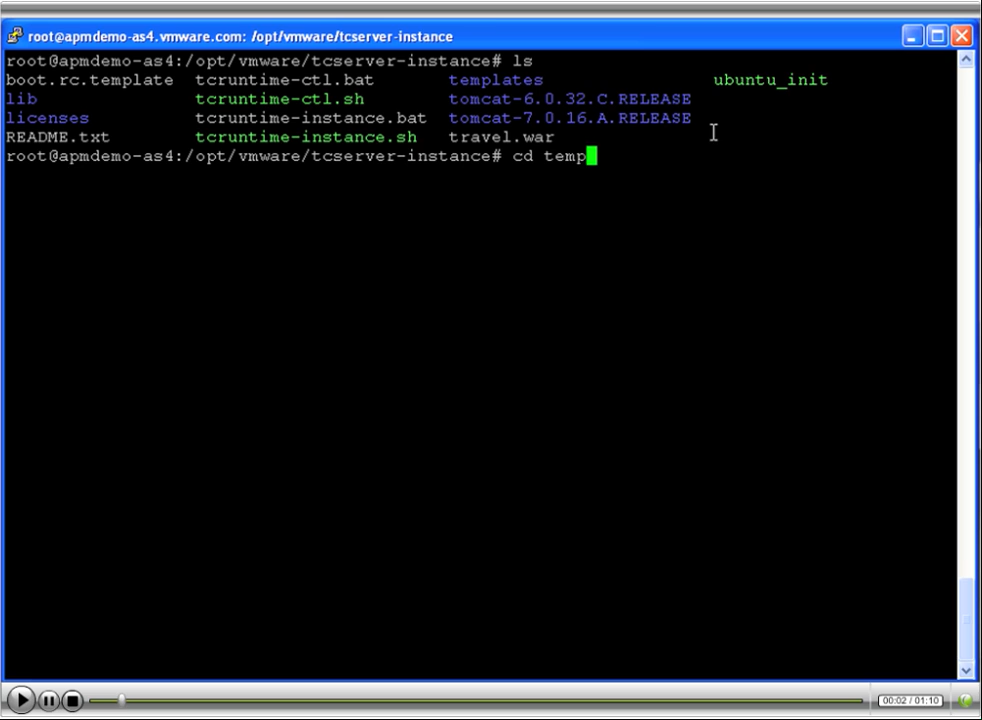 root@apmdemo-as4.vmware.com: /opt/vmware/tcserver-instance
root@apmdemo-as4:/opt/vmware/tcserver-instance# ls
boot.rc.template tcruntime-ctl.bat templates ubuntu_init
lib tcruntime-ctl.sh tomcat-6.0.32.C.RELEASE
licenses tcruntime-instance.bat tomcat-7.0.16.A.RELEASE
README.txt tcruntime-instance.sh travel.war
root@apmdemo-as4:/opt/vmware/tcserver-instance# cd temp
00:02 / 01:10